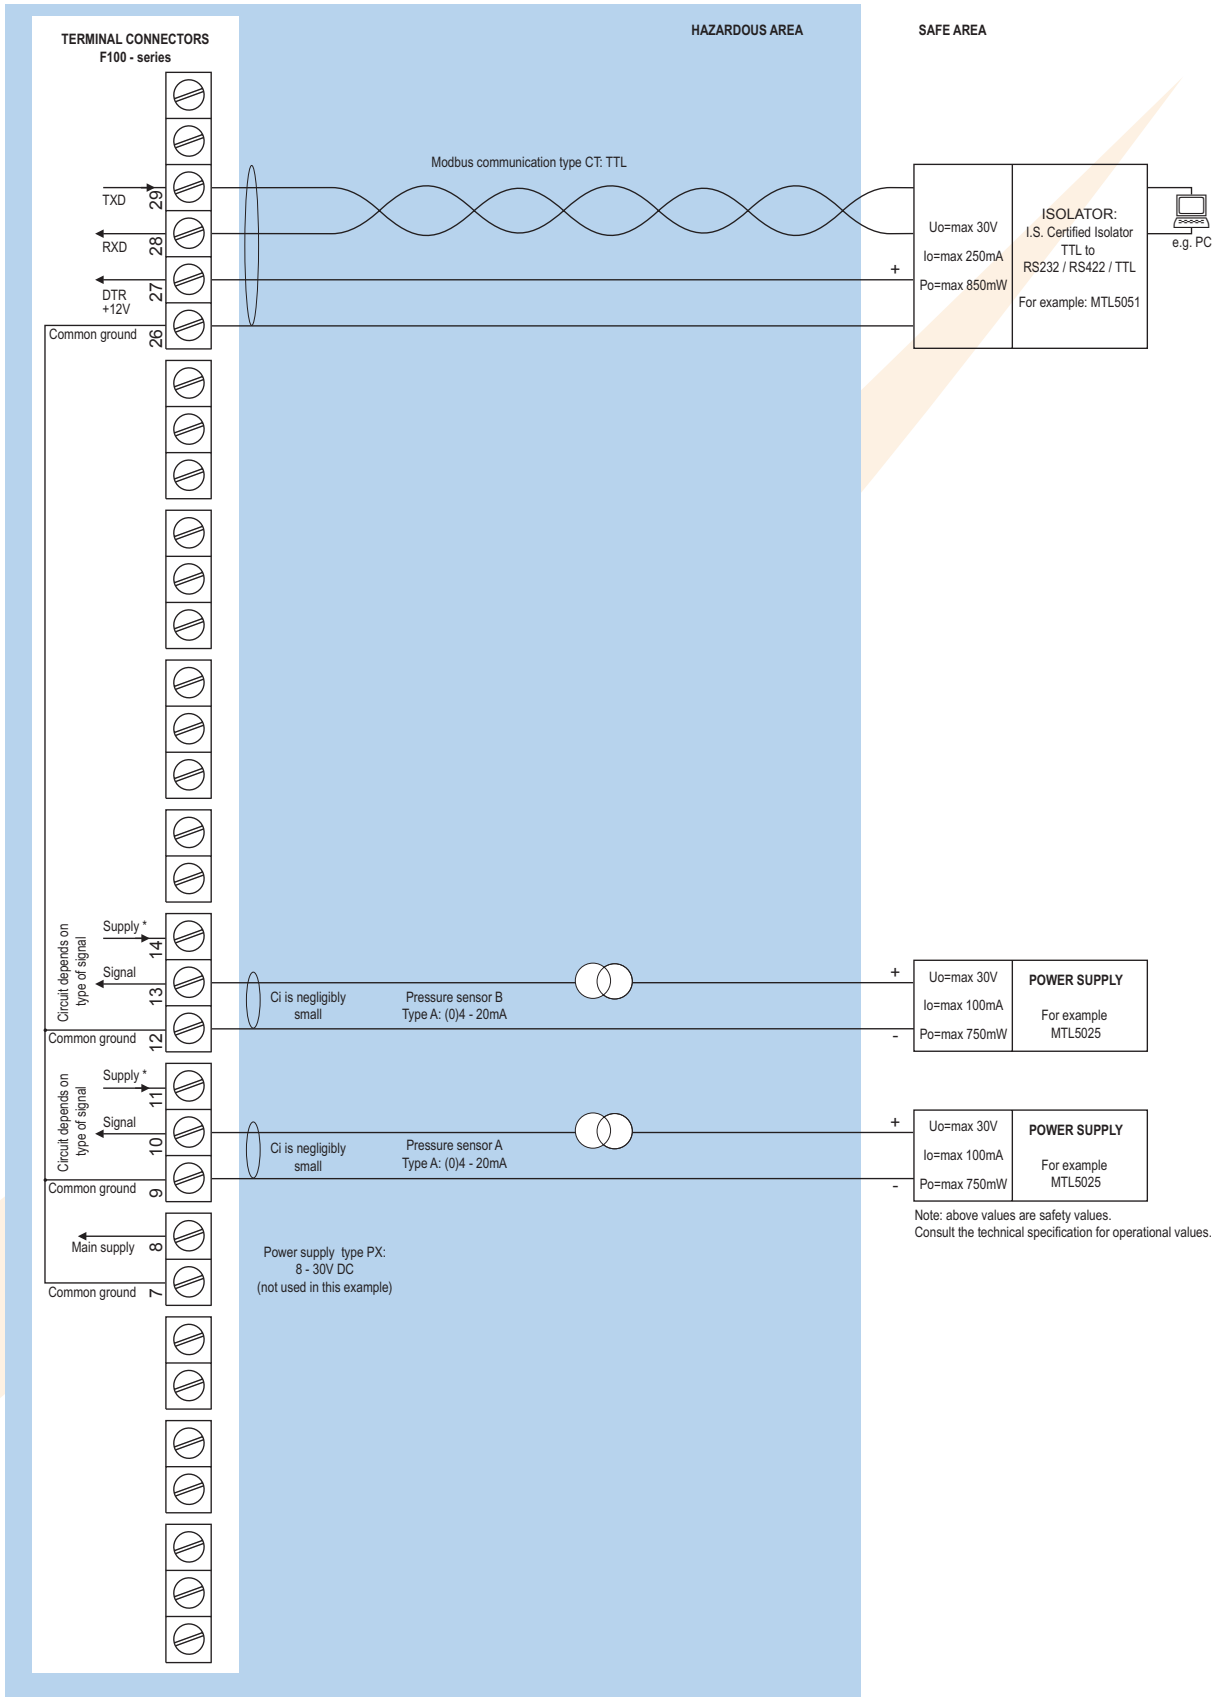 HAZARDOUS AREA
SAFE AREA
TERMINAL CONNECTORS
F100 - series
Modbus communication type CT: TTL
TXD
29
RXD
28
DTR
+12V
27
Common ground
26
+
Uo=max 30V
Io=max 250mA
Po=max 850mW
ISOLATOR:
I.S. Certified Isolator
TTL to
RS232 / RS422 / TTL
For example: MTL5051
e.g. PC
Circuit depends on
type of signal
Supply *
14
Signal
13
Common ground
12
Ci is negligibly
small
Pressure sensor B
Type A: (0)4 - 20mA
+
-
Uo=max 30V
Io=max 100mA
Po=max 750mW
POWER SUPPLY
For example
MTL5025
Circuit depends on
type of signal
Supply *
11
Signal
10
Common ground
9
Ci is negligibly
small
Pressure sensor A
Type A: (0)4 - 20mA
+
-
Uo=max 30V
Io=max 100mA
Po=max 750mW
POWER SUPPLY
For example
MTL5025
Note: above values are safety values.
Consult the technical specification for operational values.
Main supply
8
Common ground
7
Power supply type PX:
8 - 30V DC
(not used in this example)